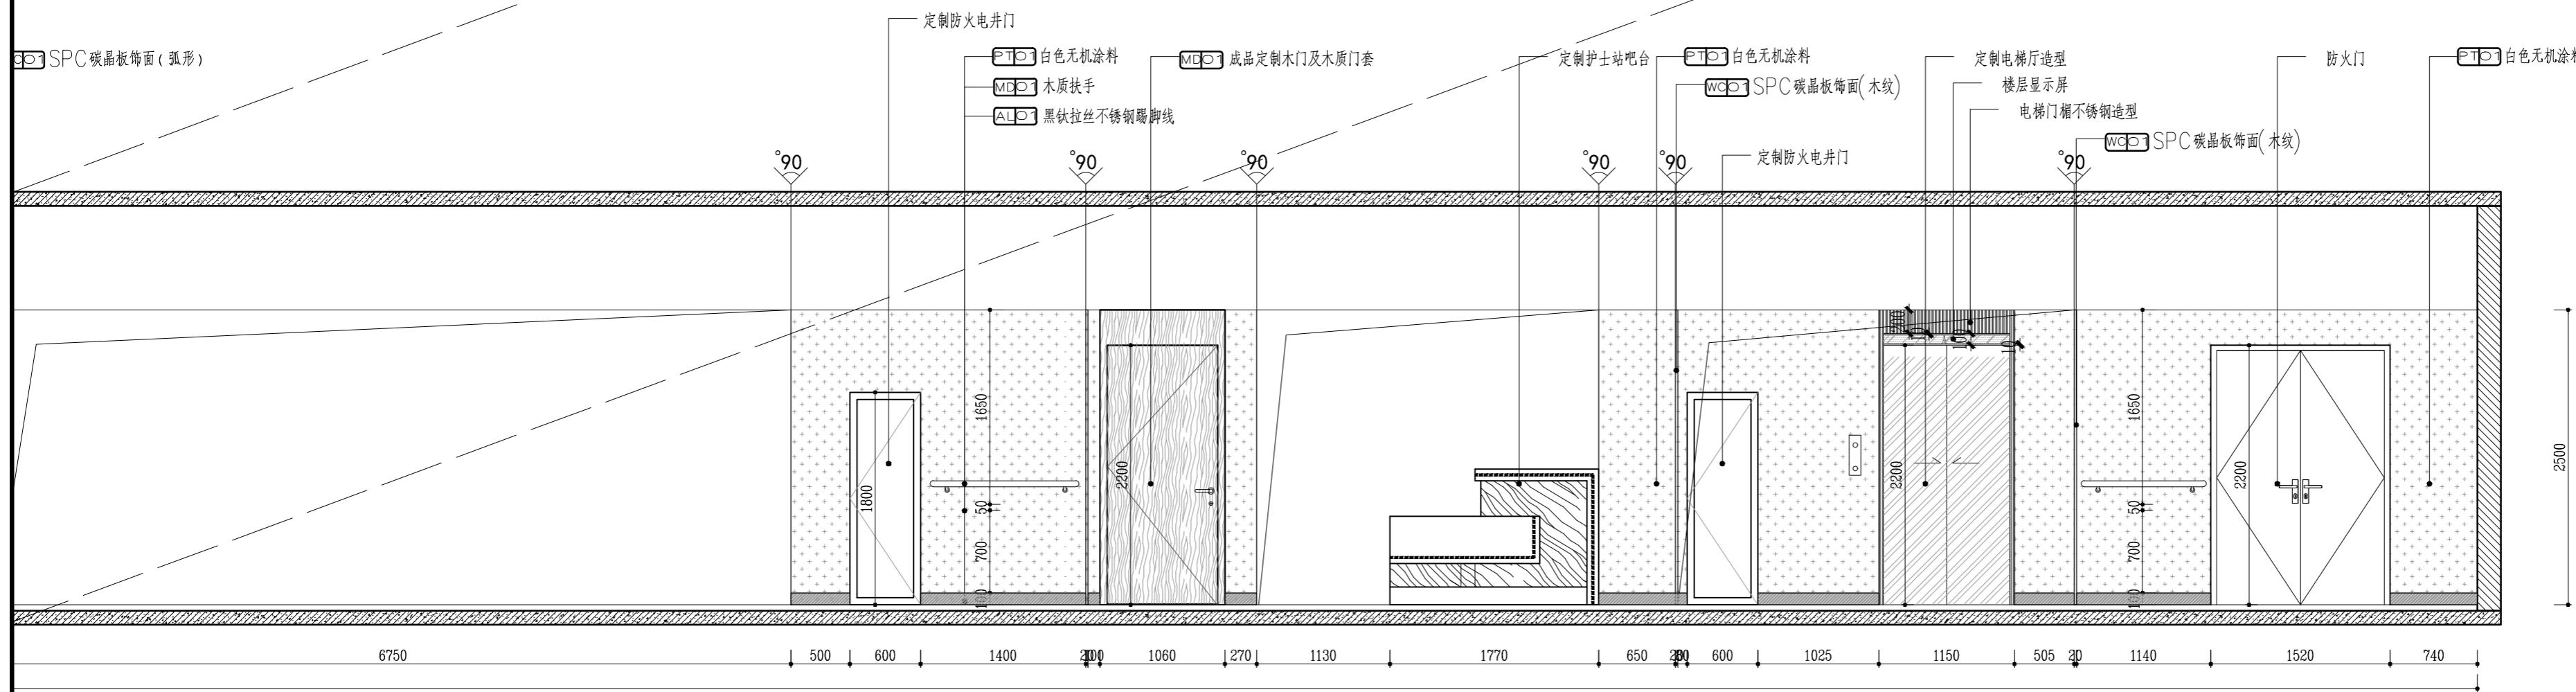 定制防火电井门
PT01 白色无机涂料
MD01 木质扶手
AL01 黑钛拉丝不锈钢踢脚线
MD01 成品定制木门及木质门套
定制护士站吧台
PT01 白色无机涂料
WC01 SPC碳晶板饰面(木纹)
定制防火电井门
定制电梯厅造型
楼层显示屏
电梯门楣不锈钢造型
WC01 SPC碳晶板饰面(木纹)
防火门
PT01 白色无机涂料
01 SPC碳晶板饰面(弧形)
°90 °90 °90 °90 °90 °90
1650
50
700
100
1800
2200
2200
1650
50
700
100
2200
2500
6750 500 600 1400 1060 270 1130 1770 650 600 1025 1150 505 20 1140 1520 740